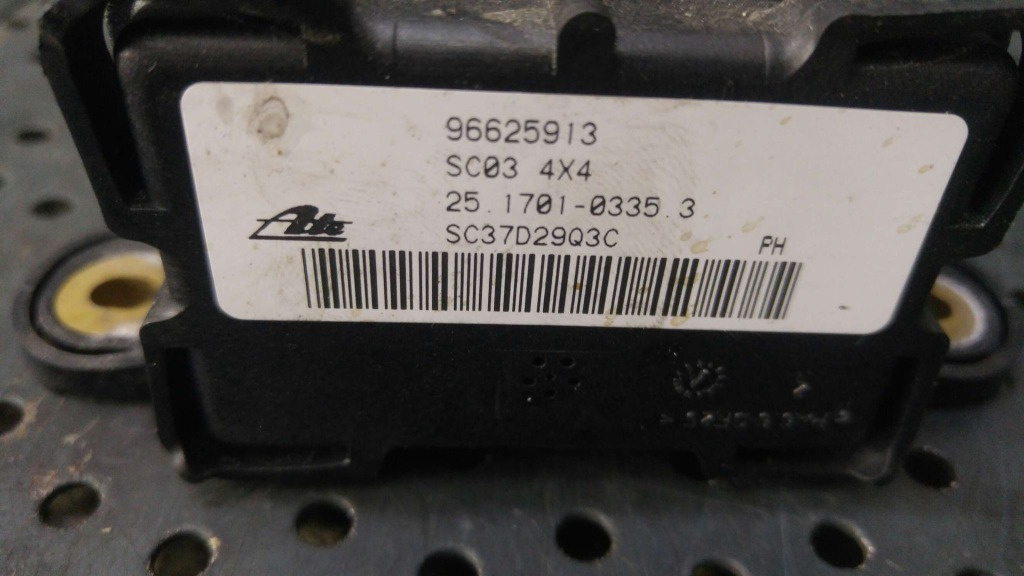 96625913
SC03 4X4
25.1701-0335.3
Ate
SC37D29Q3C
PH